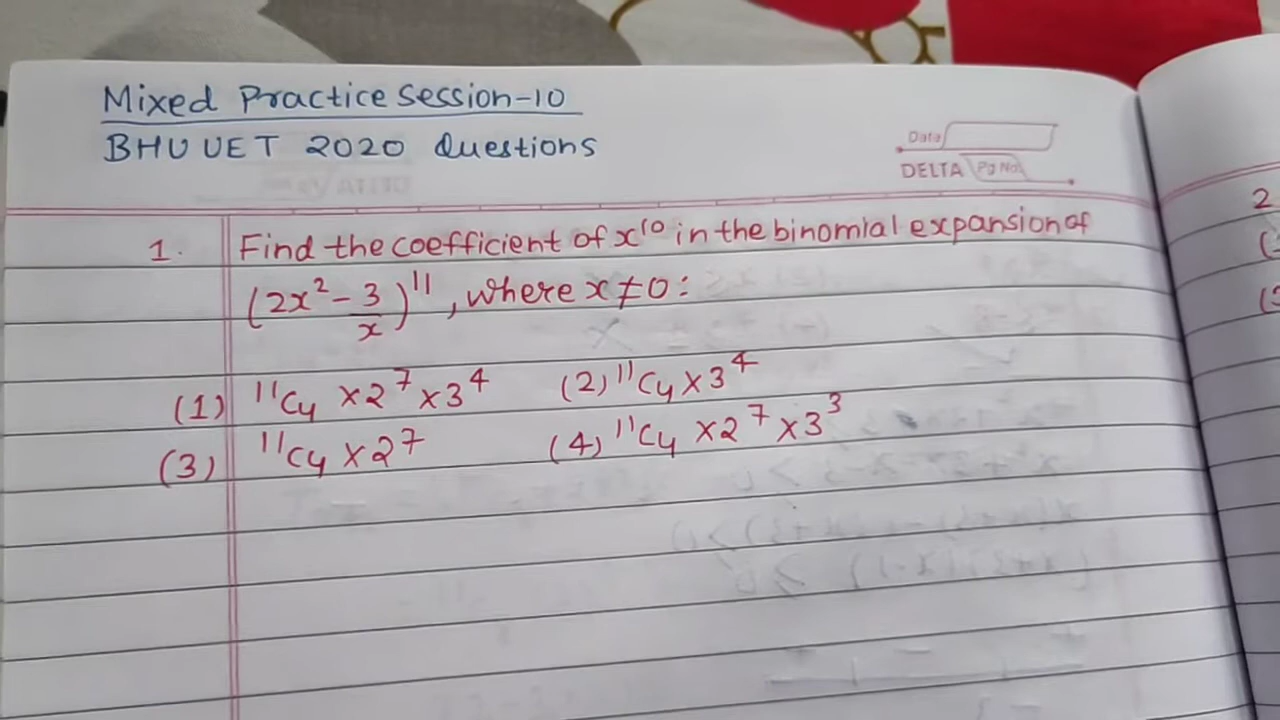 Mixed Practice Session-10
BHU UET 2020 Questions
Date
DELTA Pg No
1. Find the coefficient of x¹⁰ in the binomial expansion of
(2x² - 3/x)¹¹, where x ≠ 0:
(1) ¹¹C₄ × 2⁷ × 3⁴ (2) ¹¹C₄ × 3⁴
(3) ¹¹C₄ × 2⁷ (4) ¹¹C₄ × 2⁷ × 3³
2